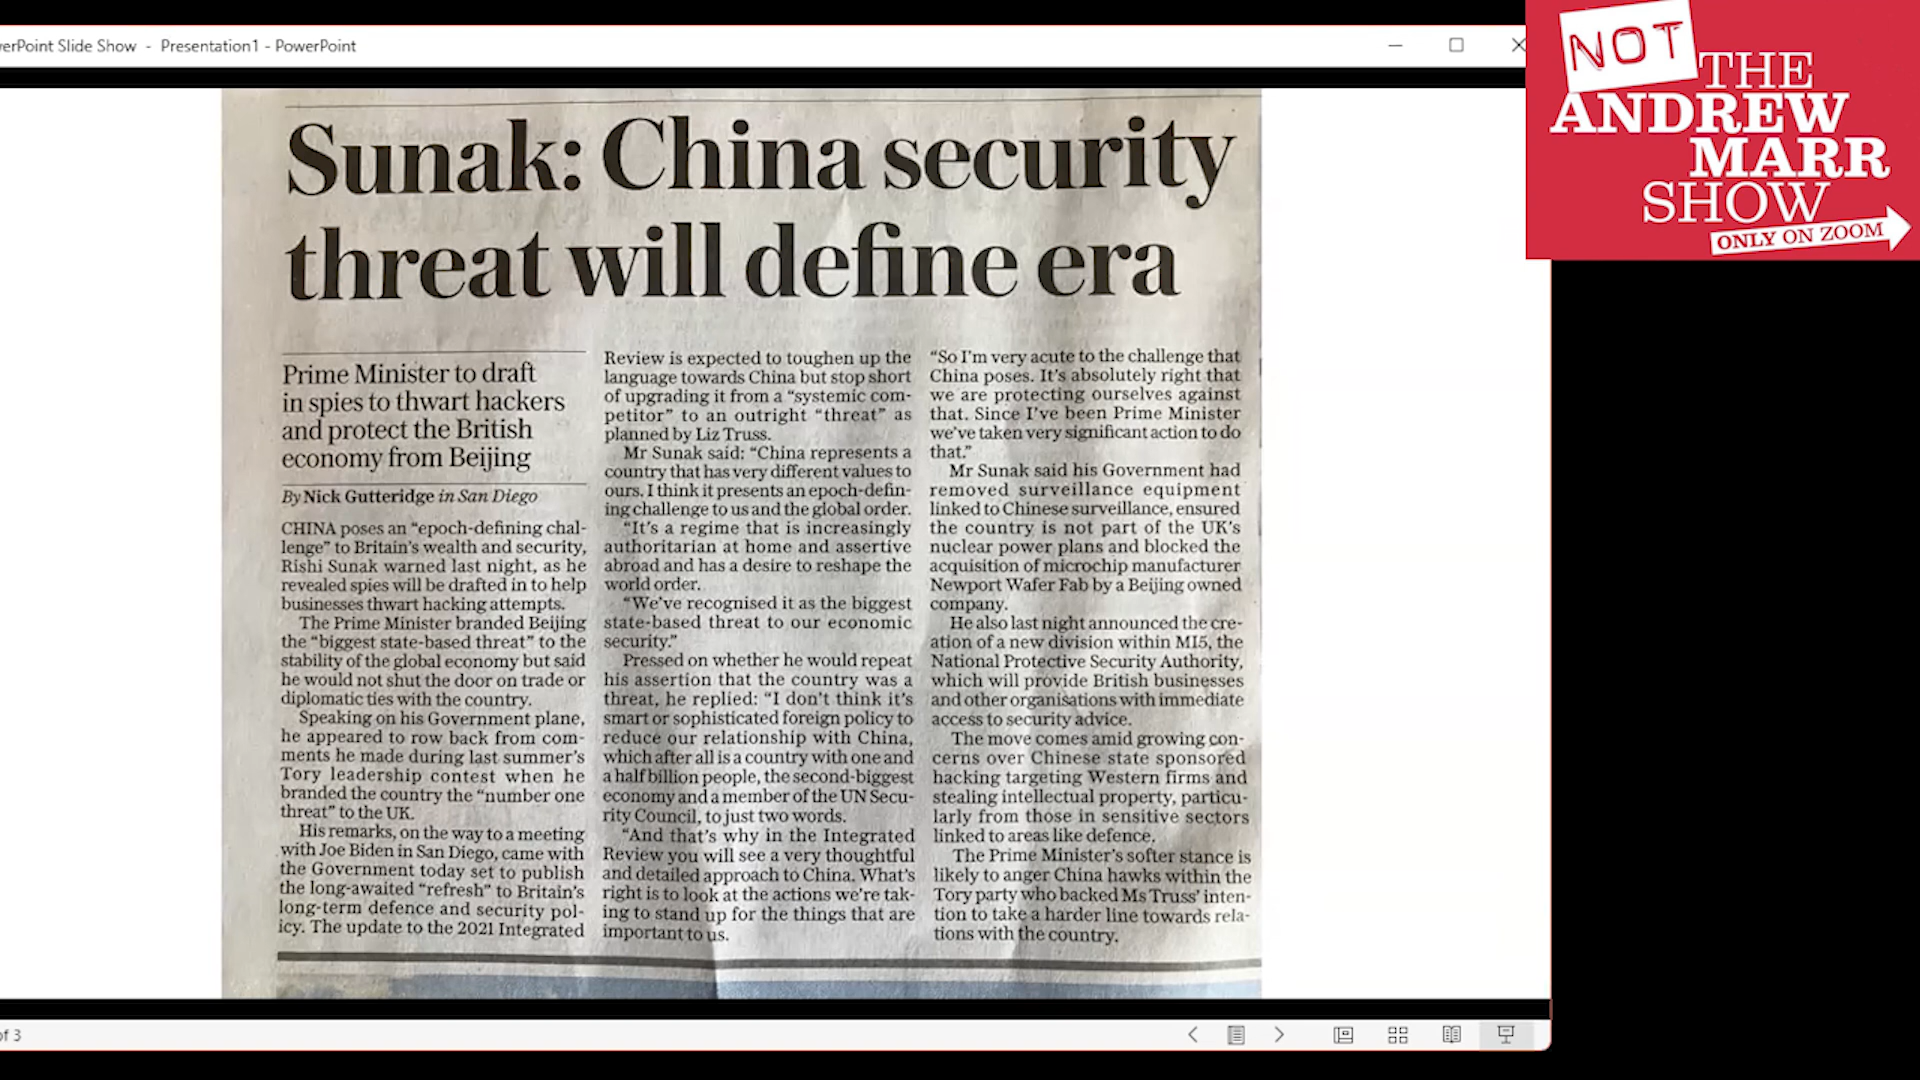 erPoint Slide Show - Presentation1 - PowerPoint
NOT
THE
ANDREW
MARR
SHOW
ONLY ON ZOOM
Sunak: China security
threat will define era
Prime Minister to draft
in spies to thwart hackers
and protect the British
economy from Beijing
By Nick Gutteridge in San Diego
CHINA poses an “epoch-defining chal-
lenge” to Britain's wealth and security,
Rishi Sunak warned last night, as he
revealed spies will be drafted in to help
businesses thwart hacking attempts.
The Prime Minister branded Beijing
the “biggest state-based threat” to the
stability of the global economy but said
he would not shut the door on trade or
diplomatic ties with the country.
Speaking on his Government plane,
he appeared to row back from com-
ments he made during last summer's
Tory leadership contest when he
branded the country the “number one
threat” to the UK.
His remarks, on the way to a meeting
with Joe Biden in San Diego, came with
the Government today set to publish
the long-awaited “refresh” to Britain's
long-term defence and security pol-
icy. The update to the 2021 Integrated
Review is expected to toughen up the
language towards China but stop short
of upgrading it from a “systemic com-
petitor” to an outright “threat” as
planned by Liz Truss.
Mr Sunak said: “China represents a
country that has very different values to
ours. I think it presents an epoch-defin-
ing challenge to us and the global order.
“It's a regime that is increasingly
authoritarian at home and assertive
abroad and has a desire to reshape the
world order.
“We've recognised it as the biggest
state-based threat to our economic
security.”
Pressed on whether he would repeat
his assertion that the country was a
threat, he replied: “I don't think it's
smart or sophisticated foreign policy to
reduce our relationship with China,
which after all is a country with one and
a half billion people, the second-biggest
economy and a member of the UN Secu-
rity Council, to just two words.
“And that's why in the Integrated
Review you will see a very thoughtful
and detailed approach to China. What's
right is to look at the actions we're tak-
ing to stand up for the things that are
important to us.
“So I'm very acute to the challenge that
China poses. It's absolutely right that
we are protecting ourselves against
that. Since I've been Prime Minister
we've taken very significant action to do
that.”
Mr Sunak said his Government had
removed surveillance equipment
linked to Chinese surveillance, ensured
the country is not part of the UK's
nuclear power plans and blocked the
acquisition of microchip manufacturer
Newport Wafer Fab by a Beijing owned
company.
He also last night announced the cre-
ation of a new division within MI5, the
National Protective Security Authority,
which will provide British businesses
and other organisations with immediate
access to security advice.
The move comes amid growing con-
cerns over Chinese state sponsored
hacking targeting Western firms and
stealing intellectual property, particu-
larly from those in sensitive sectors
linked to areas like defence.
The Prime Minister's softer stance is
likely to anger China hawks within the
Tory party who backed Ms Truss' inten-
tion to take a harder line towards rela-
tions with the country.
of 3